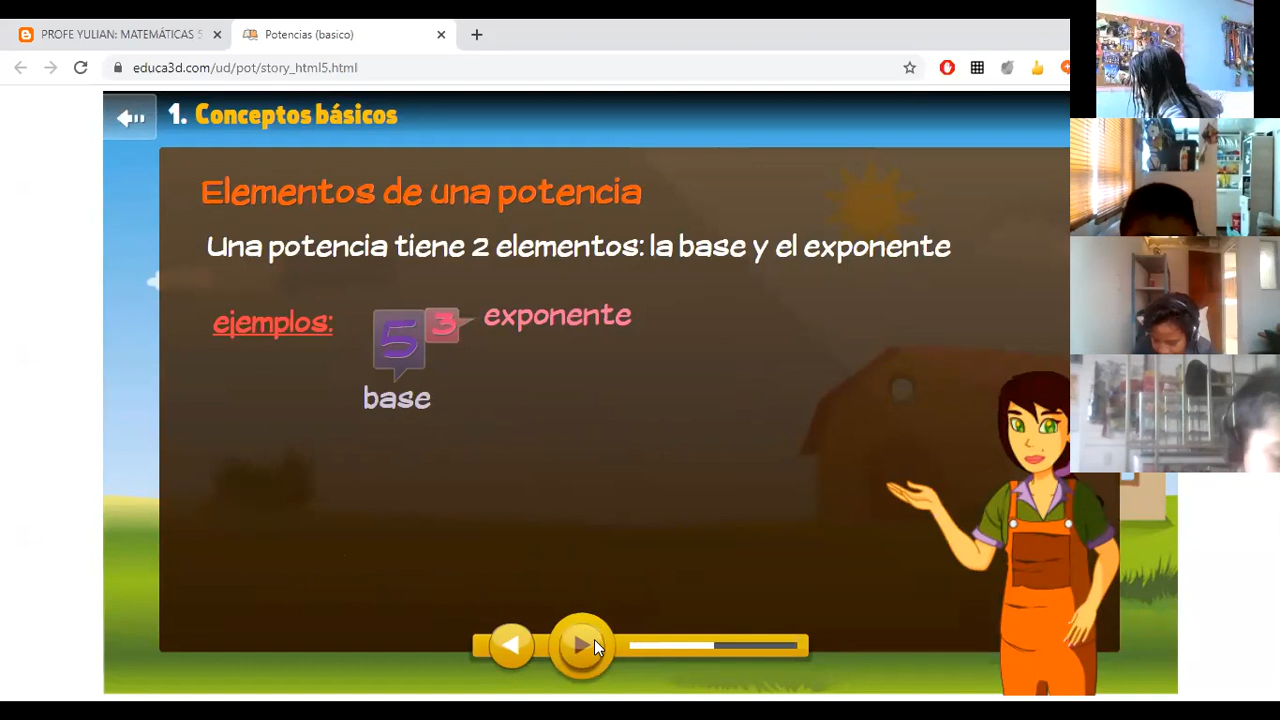 PROFE YULIAN: MATEMÁTICAS 5
Potencias (basico)
educa3d.com/ud/pot/story_html5.html
1. Conceptos básicos
Elementos de una potencia
Una potencia tiene 2 elementos: la base y el exponente
ejemplos: 5 3 exponente
base